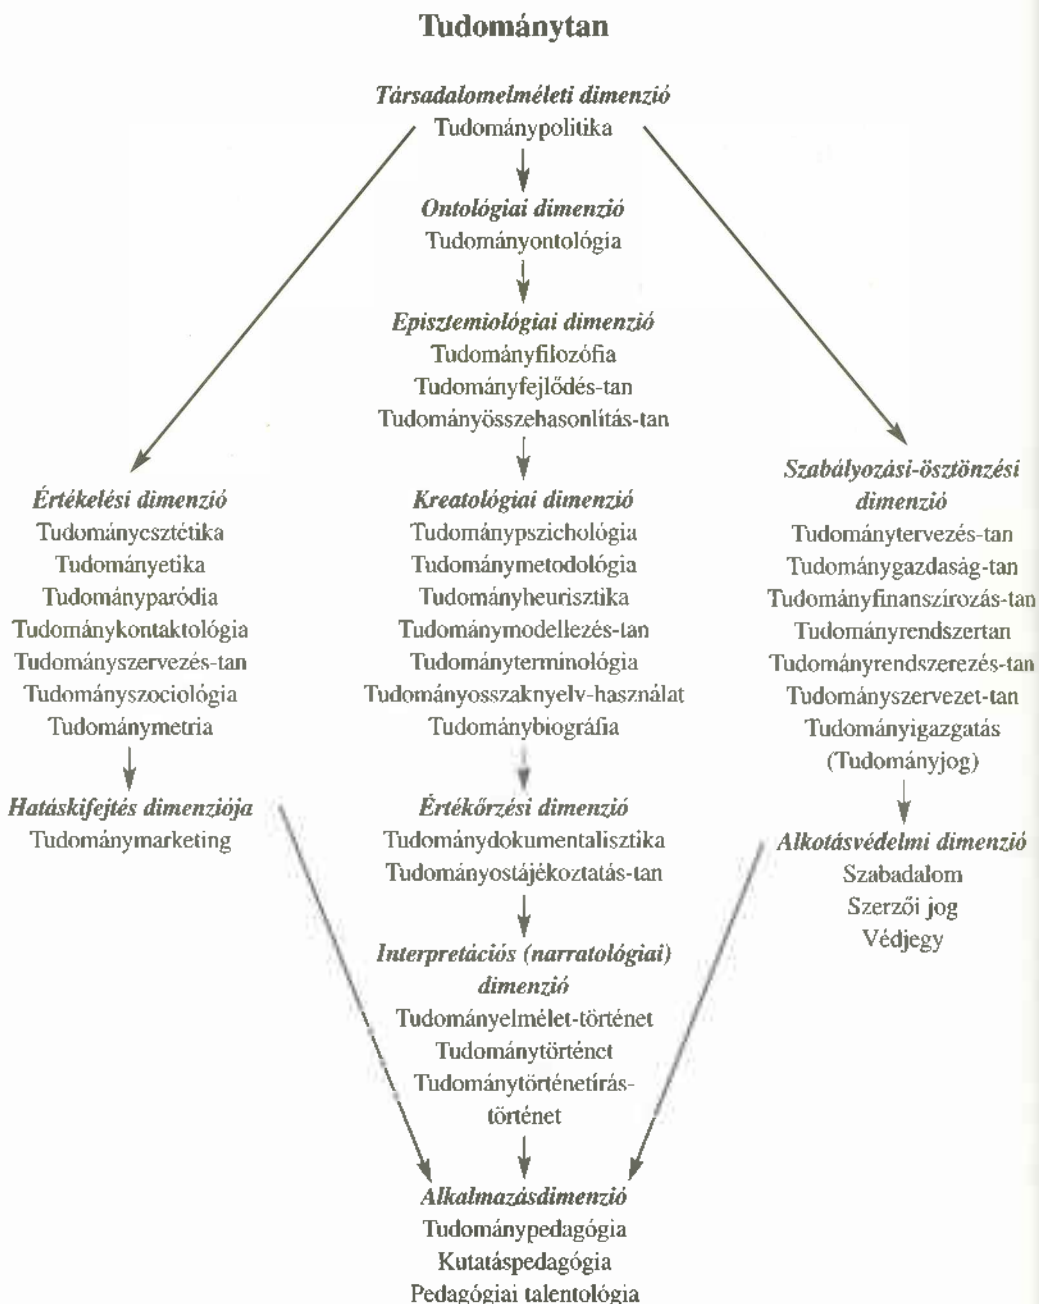 Tudománytan
Társadalomelméleti dimenzió
Tudománypolitika
Ontológiai dimenzió
Tudományontológia
Episztemiológiai dimenzió
Tudományfilozófia
Tudományfejlődés-tan
Tudományösszehasonlítás-tan
Értékelési dimenzió
Tudományesztétika
Tudományetika
Tudományparódia
Tudománykontaktológia
Tudományszervezés-tan
Tudományszociológia
Tudománymetria
Hatáskifejtés dimenziója
Tudománymarketing
Kreatológiai dimenzió
Tudománypszichológia
Tudománymetodológia
Tudományheurisztika
Tudománymodellezés-tan
Tudományterminológia
Tudományosszaknyelv-használat
Tudománybiográfia
Értékőrzési dimenzió
Tudománydokumentalisztika
Tudományostájékoztatás-tan
Interpretációs (narratológiai)
dimenzió
Tudományelmélet-történet
Tudománytörténet
Tudománytörténetírás-
történet
Szabályozási-ösztönzési
dimenzió
Tudománytervezés-tan
Tudománygazdaság-tan
Tudományfinanszírozás-tan
Tudományrendszertan
Tudományrendszerezés-tan
Tudományszervezet-tan
Tudományigazgatás
(Tudományjog)
Alkotásvédelmi dimenzió
Szabadalom
Szerzői jog
Védjegy
Alkalmazásdimenzió
Tudománypedagógia
Kutatáspedagógia
Pedagógiai talentológia